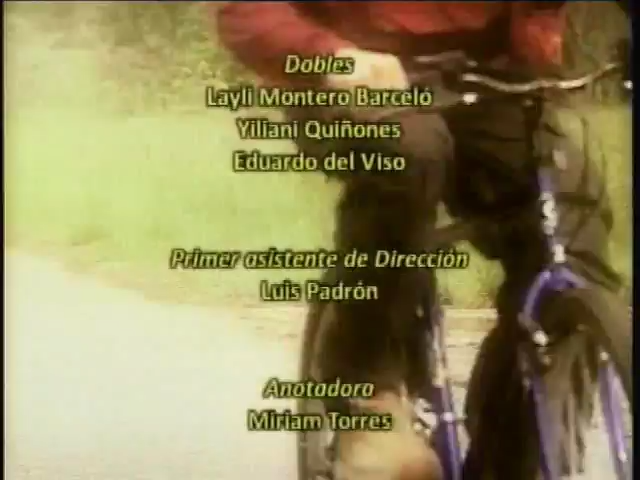 Dobles
Layli Montero Barceló
Yiliani Quiñones
Eduardo del Viso
Primer asistente de Dirección
Luis Padrón
Anotadora
Miriam Torres